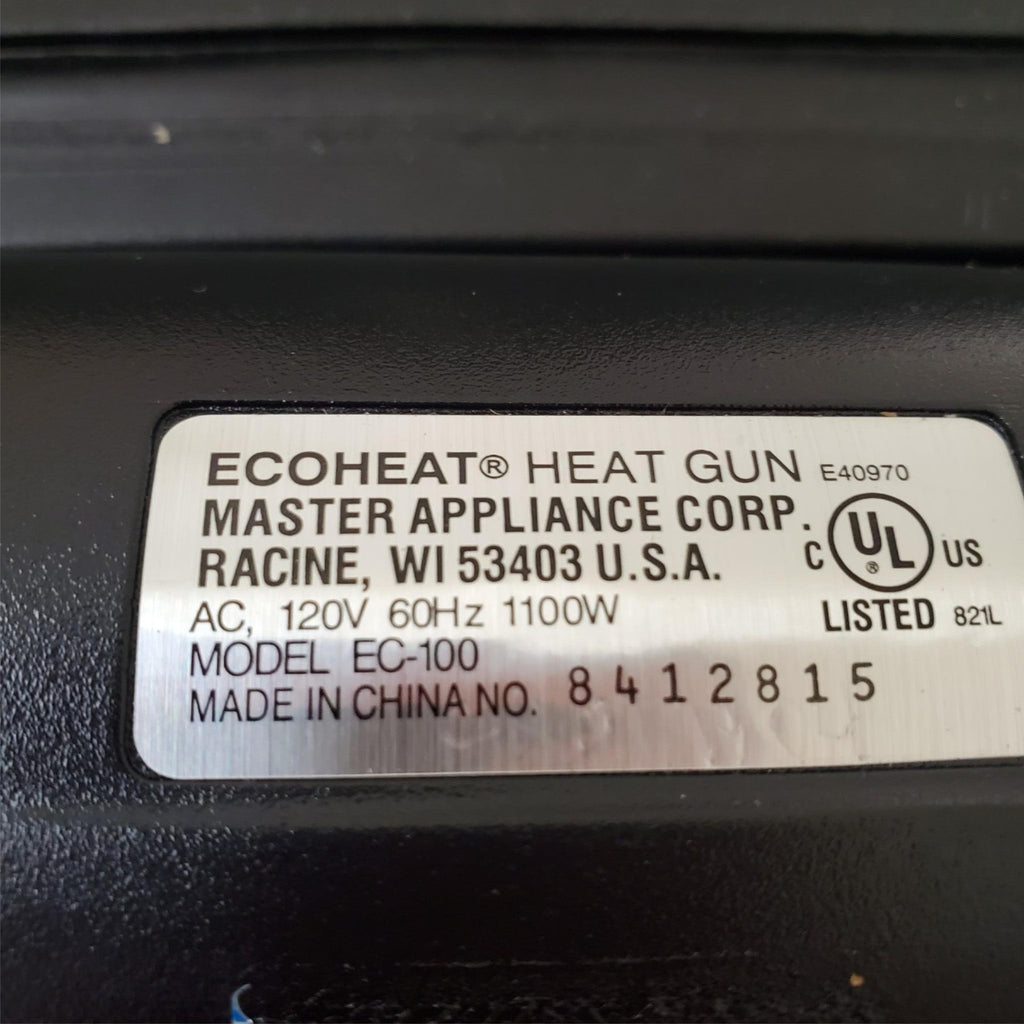 ECOHEAT® HEAT GUN E40970
MASTER APPLIANCE CORP.
RACINE, WI 53403 U.S.A.
C UL® US
AC, 120V 60Hz 1100W
LISTED 821L
MODEL EC-100
MADE IN CHINA NO. 8412815